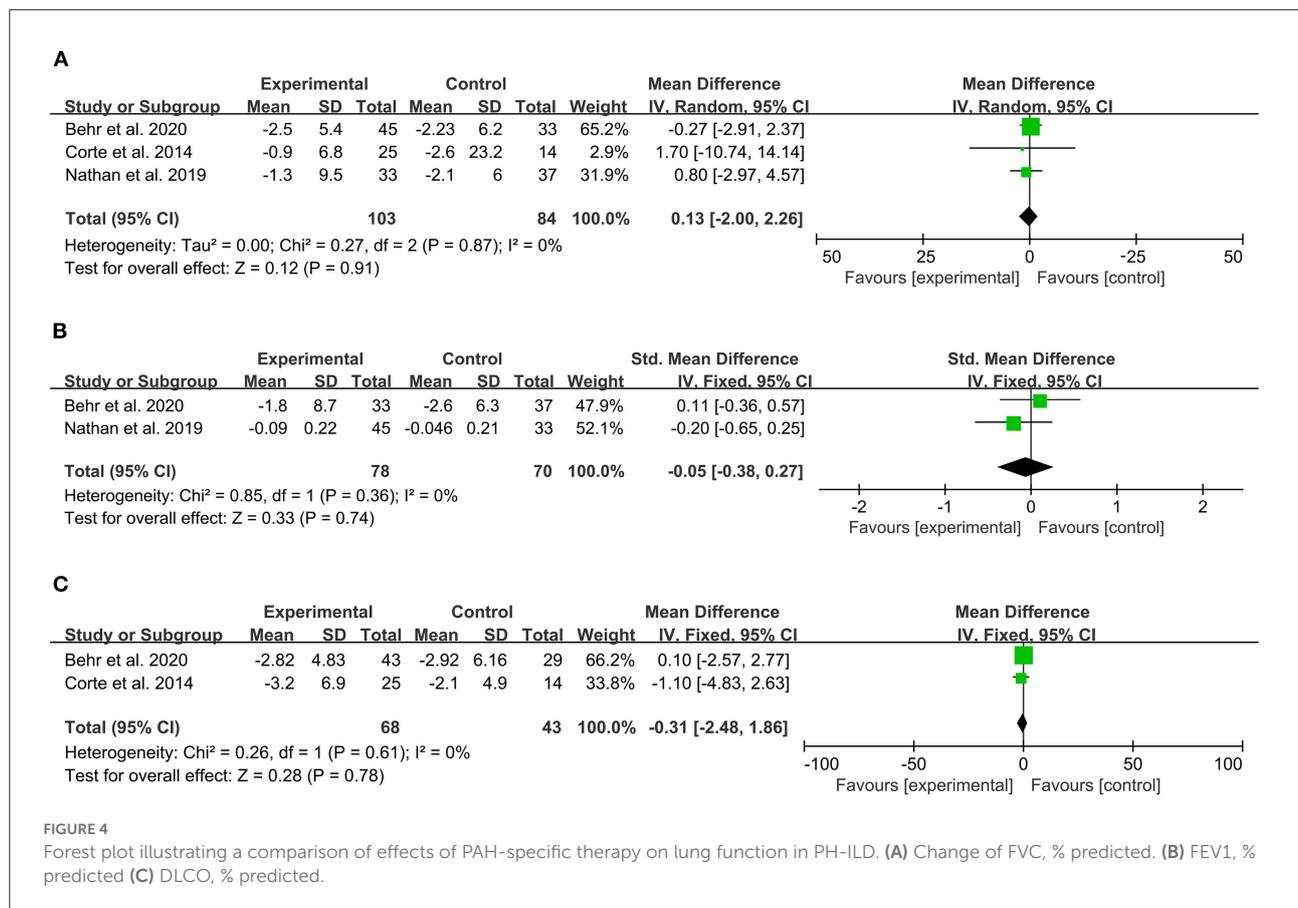 A
Experimental Control Mean Difference Mean Difference
Study or Subgroup Mean SD Total Mean SD Total Weight IV, Random, 95% CI IV, Random, 95% CI
Behr et al. 2020 -2.5 5.4 45 -2.23 6.2 33 65.2% -0.27 [-2.91, 2.37]
Corte et al. 2014 -0.9 6.8 25 -2.6 23.2 14 2.9% 1.70 [-10.74, 14.14]
Nathan et al. 2019 -1.3 9.5 33 -2.1 6 37 31.9% 0.80 [-2.97, 4.57]
Total (95% CI) 103 84 100.0% 0.13 [-2.00, 2.26]
Heterogeneity: Tau² = 0.00; Chi² = 0.27, df = 2 (P = 0.87); I² = 0%
Test for overall effect: Z = 0.12 (P = 0.91)
50 25 0 -25 50
Favours [experimental] Favours [control]
B
Experimental Control Std. Mean Difference Std. Mean Difference
Study or Subgroup Mean SD Total Mean SD Total Weight IV, Fixed, 95% CI IV, Fixed, 95% CI
Behr et al. 2020 -1.8 8.7 33 -2.6 6.3 37 47.9% 0.11 [-0.36, 0.57]
Nathan et al. 2019 -0.09 0.22 45 -0.046 0.21 33 52.1% -0.20 [-0.65, 0.25]
Total (95% CI) 78 70 100.0% -0.05 [-0.38, 0.27]
Heterogeneity: Chi² = 0.85, df = 1 (P = 0.36); I² = 0%
Test for overall effect: Z = 0.33 (P = 0.74)
-2 -1 0 1 2
Favours [experimental] Favours [control]
C
Experimental Control Mean Difference Mean Difference
Study or Subgroup Mean SD Total Mean SD Total Weight IV, Fixed, 95% CI IV, Fixed, 95% CI
Behr et al. 2020 -2.82 4.83 43 -2.92 6.16 29 66.2% 0.10 [-2.57, 2.77]
Corte et al. 2014 -3.2 6.9 25 -2.1 4.9 14 33.8% -1.10 [-4.83, 2.63]
Total (95% CI) 68 43 100.0% -0.31 [-2.48, 1.86]
Heterogeneity: Chi² = 0.26, df = 1 (P = 0.61); I² = 0%
Test for overall effect: Z = 0.28 (P = 0.78)
-100 -50 0 50 100
Favours [experimental] Favours [control]
FIGURE 4
Forest plot illustrating a comparison of effects of PAH-specific therapy on lung function in PH-ILD. (A) Change of FVC, % predicted. (B) FEV1, %
predicted (C) DLCO, % predicted.